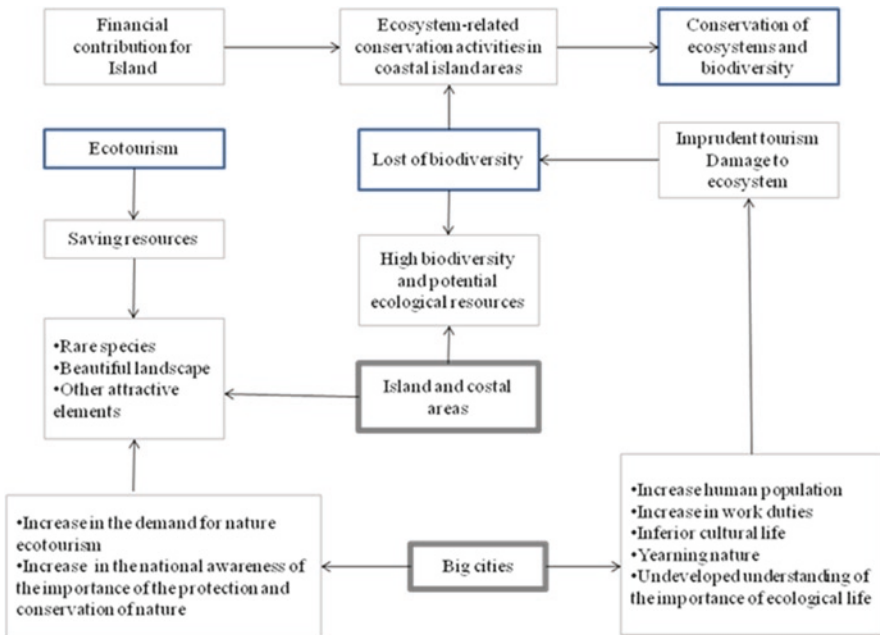 Financial
contribution for
Island
Ecosystem-related
conservation activities in
coastal island areas
Conservation of
ecosystems and
biodiversity
Ecotourism
Lost of biodiversity
Imprudent tourism
Damage to
ecosystem
Saving resources
High biodiversity
and potential
ecological resources
•Rare species
•Beautiful landscape
•Other attractive
elements
Island and costal
areas
•Increase in the demand for nature
ecotourism
•Increase in the national awareness of
the importance of the protection and
conservation of nature
Big cities
•Increase human population
•Increase in work duties
•Inferior cultural life
•Yearning nature
•Undeveloped understanding of
the importance of ecological life